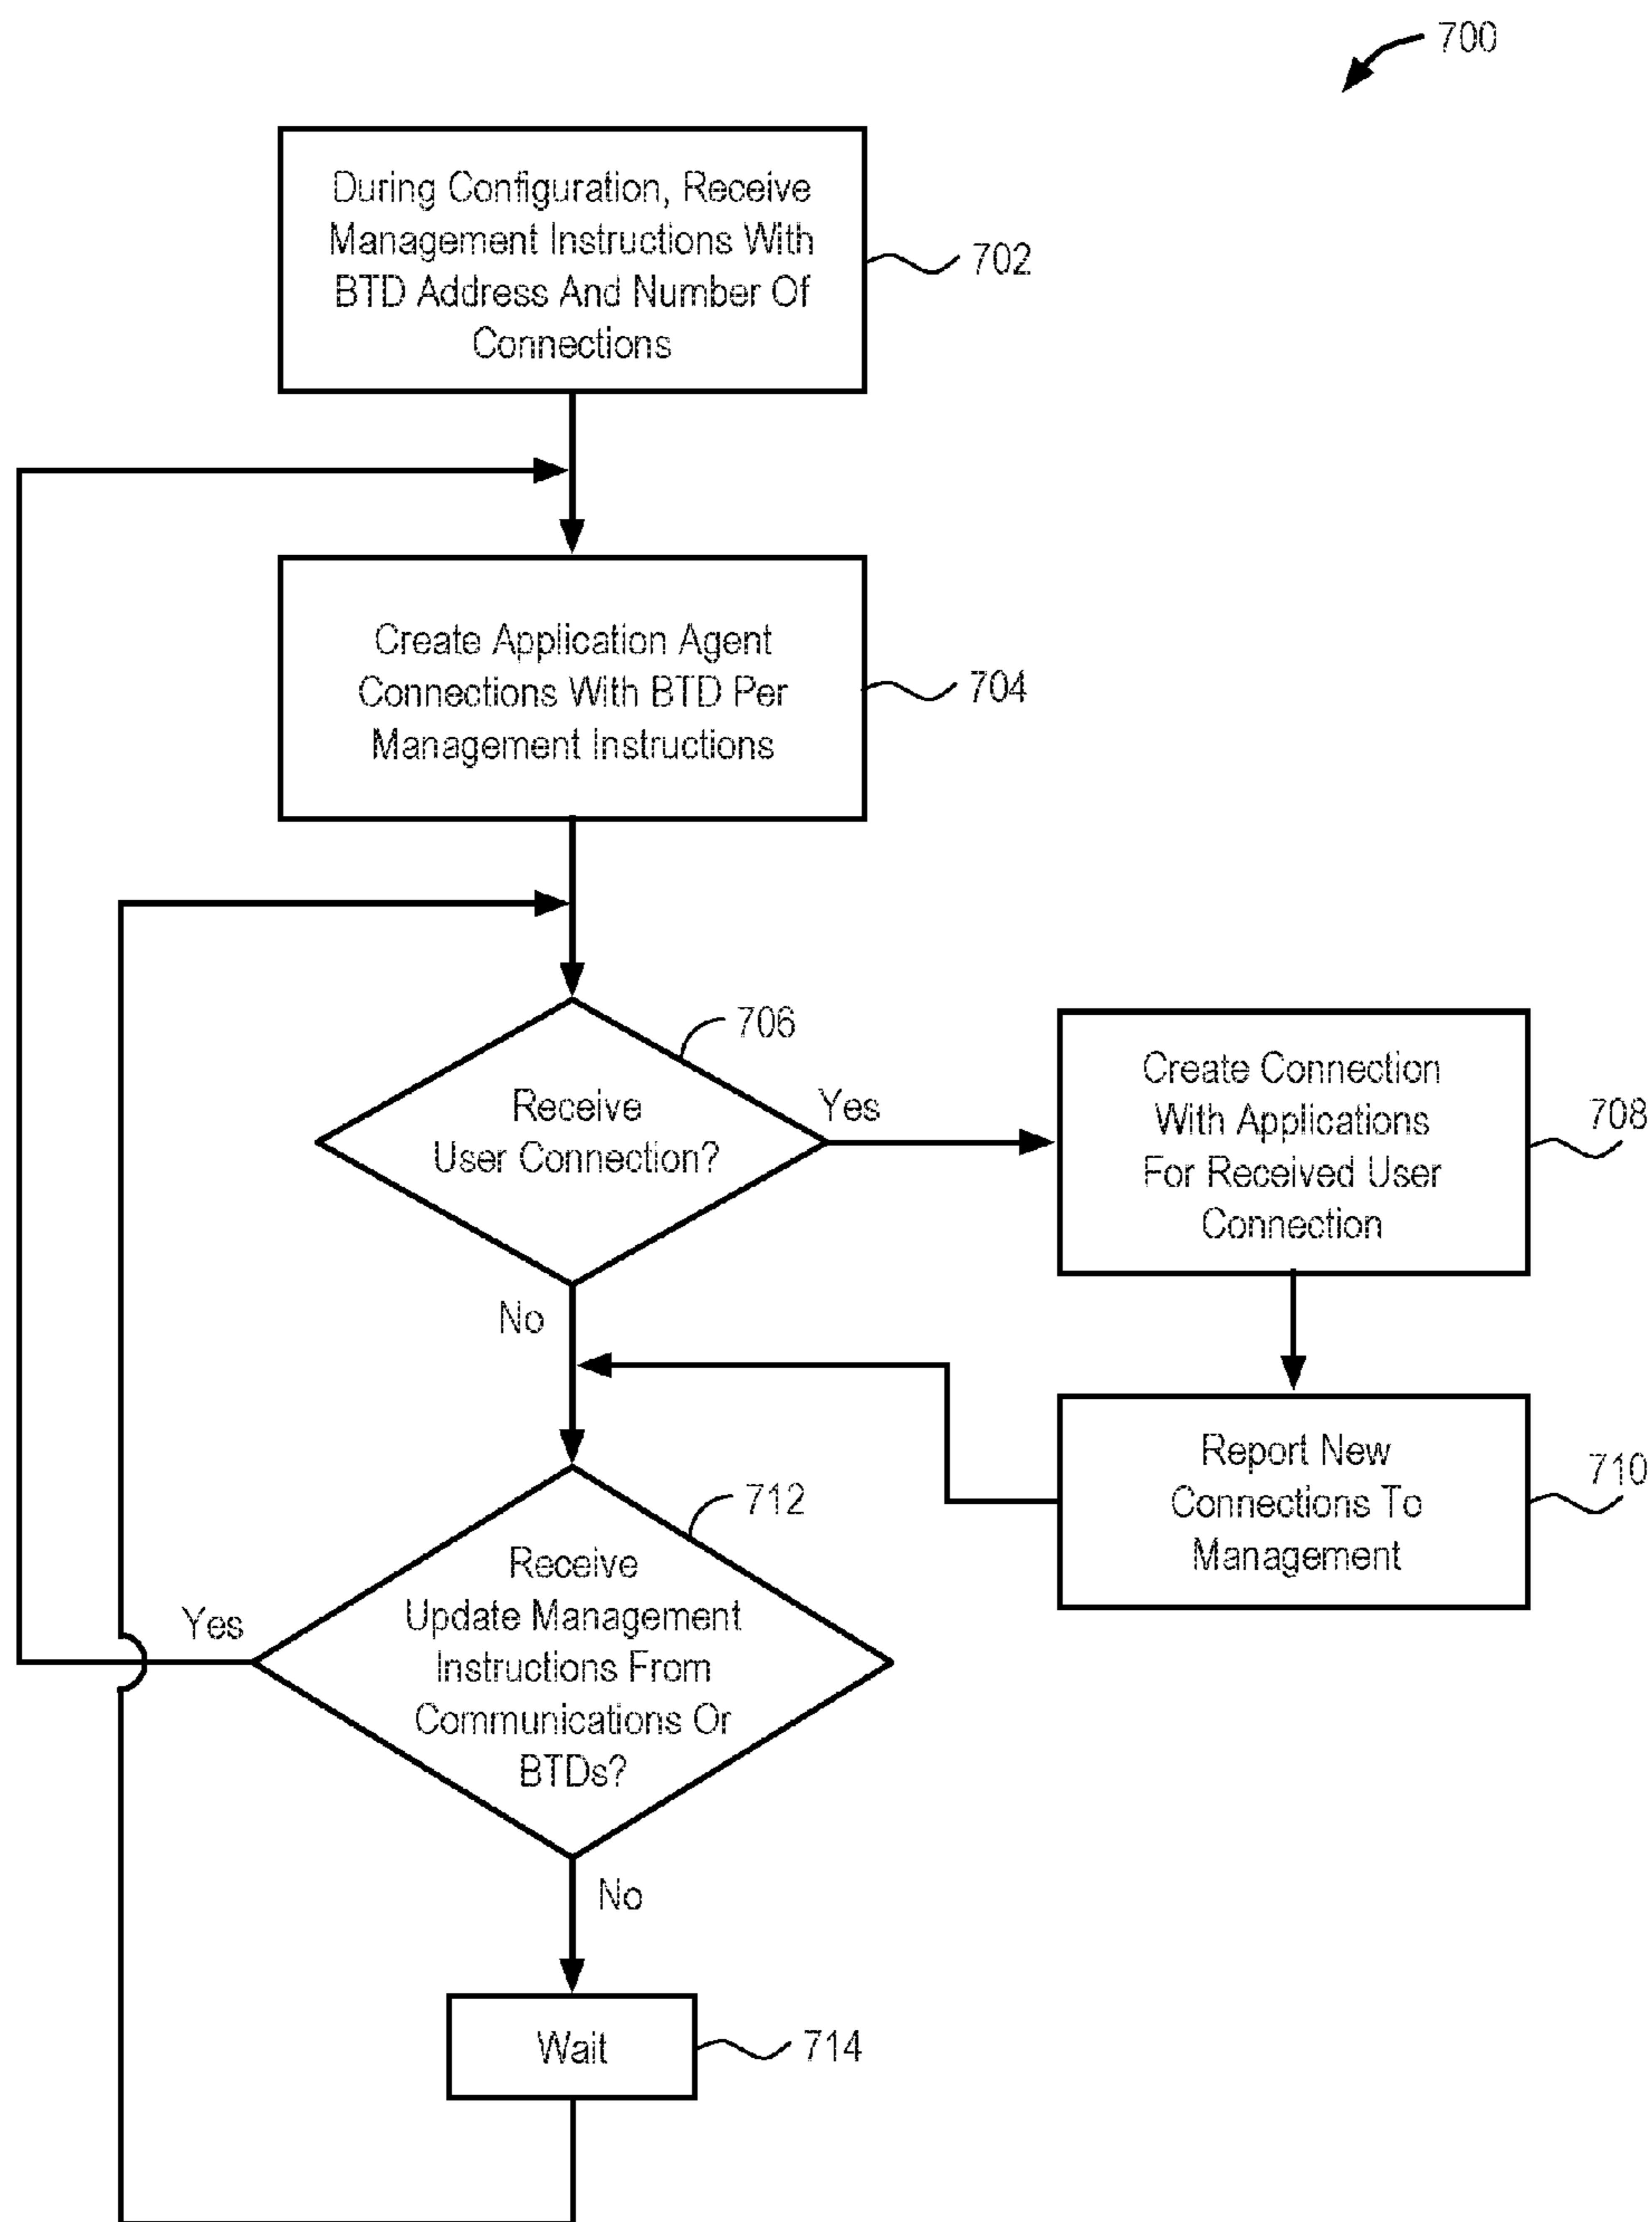 700
During Configuration, Receive
Management Instructions With
BTD Address And Number Of
Connections
702
Create Application Agent
Connections With BTD Per
Management Instructions
704
706
Receive
User Connection?
Yes
No
Create Connection
With Applications
For Received User
Connection
708
Report New
Connections To
Management
710
712
Receive
Update Management
Instructions From
Communications Or
BTDs?
Yes
No
Wait
714